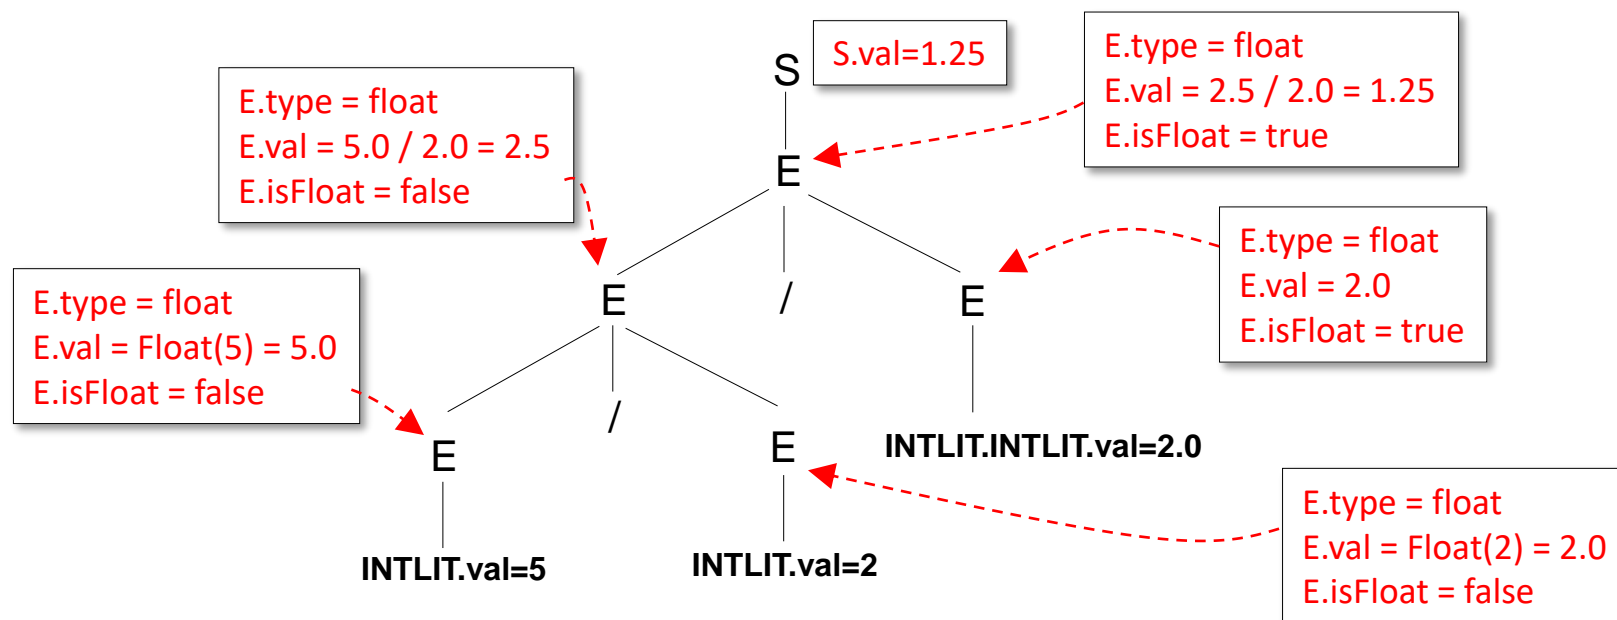 S
S.val=1.25
E.type = float
E.val = 2.5 / 2.0 = 1.25
E.isFloat = true
E.type = float
E.val = 5.0 / 2.0 = 2.5
E.isFloat = false
E
E.type = float
E.val = 2.0
E.isFloat = true
E.type = float
E.val = Float(5) = 5.0
E.isFloat = false
E
/
E
E
/
E
INTLIT.INTLIT.val=2.0
E.type = float
E.val = Float(2) = 2.0
E.isFloat = false
INTLIT.val=5
INTLIT.val=2